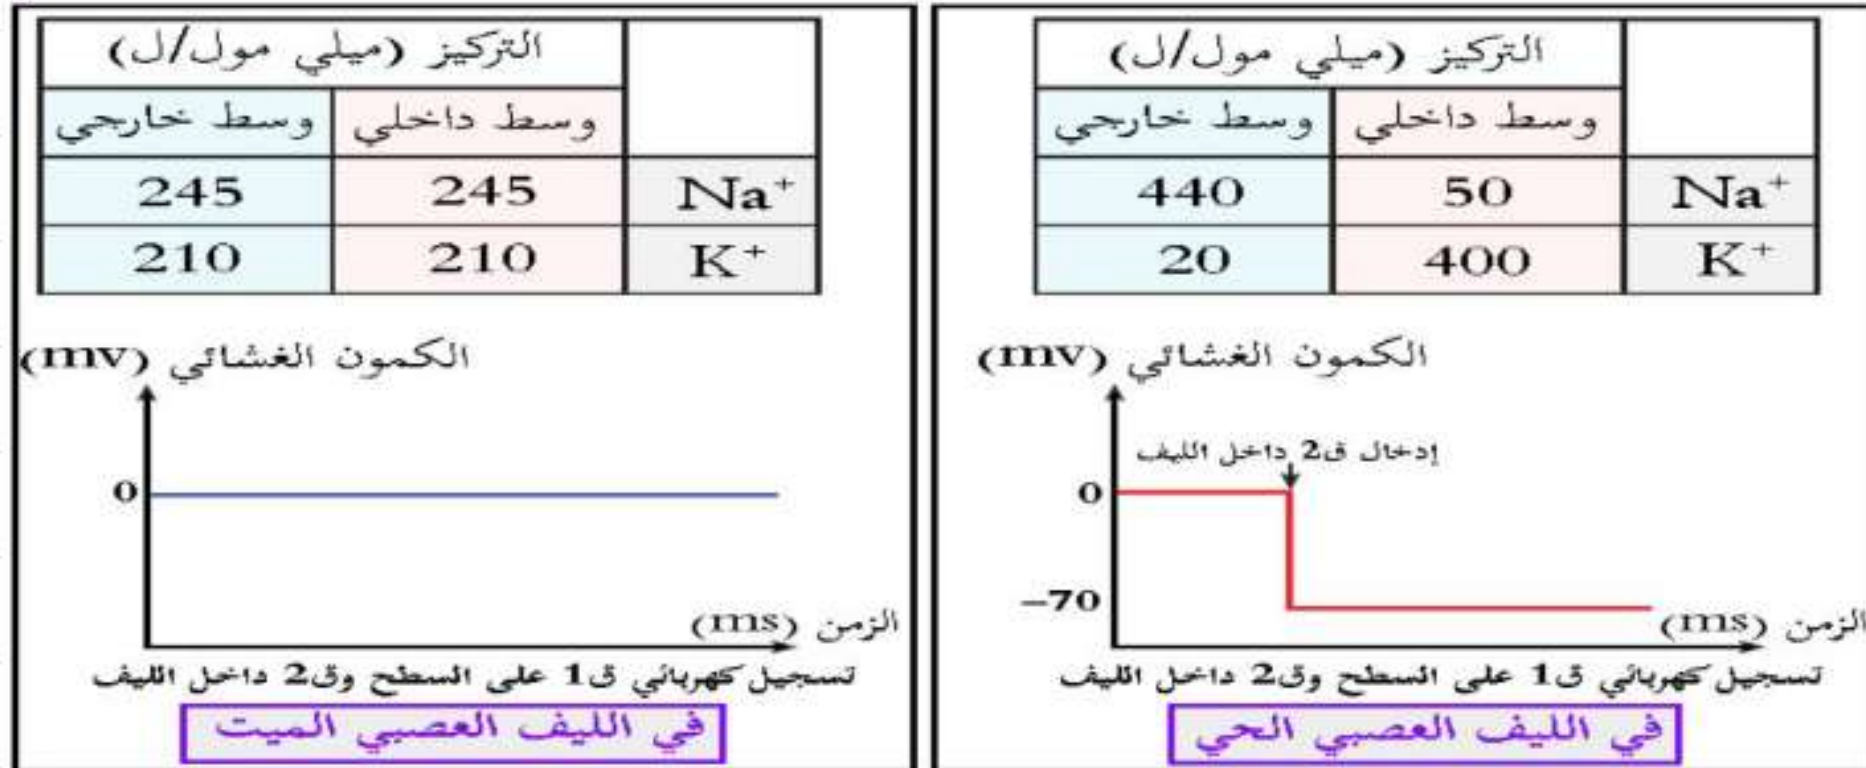 التركيز (ميلي مول/ل)
وسط داخلي وسط خارجي
Na⁺ 50 440
K⁺ 400 20
الكمون الغشائي (mv)
إدخال ق2 داخل الليف
0
−70
الزمن (ms)
تسجيل كهربائي ق1 على السطح وق2 داخل الليف
في الليف العصبي الحي
التركيز (ميلي مول/ل)
وسط داخلي وسط خارجي
Na⁺ 245 245
K⁺ 210 210
الكمون الغشائي (mv)
0
الزمن (ms)
تسجيل كهربائي ق1 على السطح وق2 داخل الليف
في الليف العصبي الميت